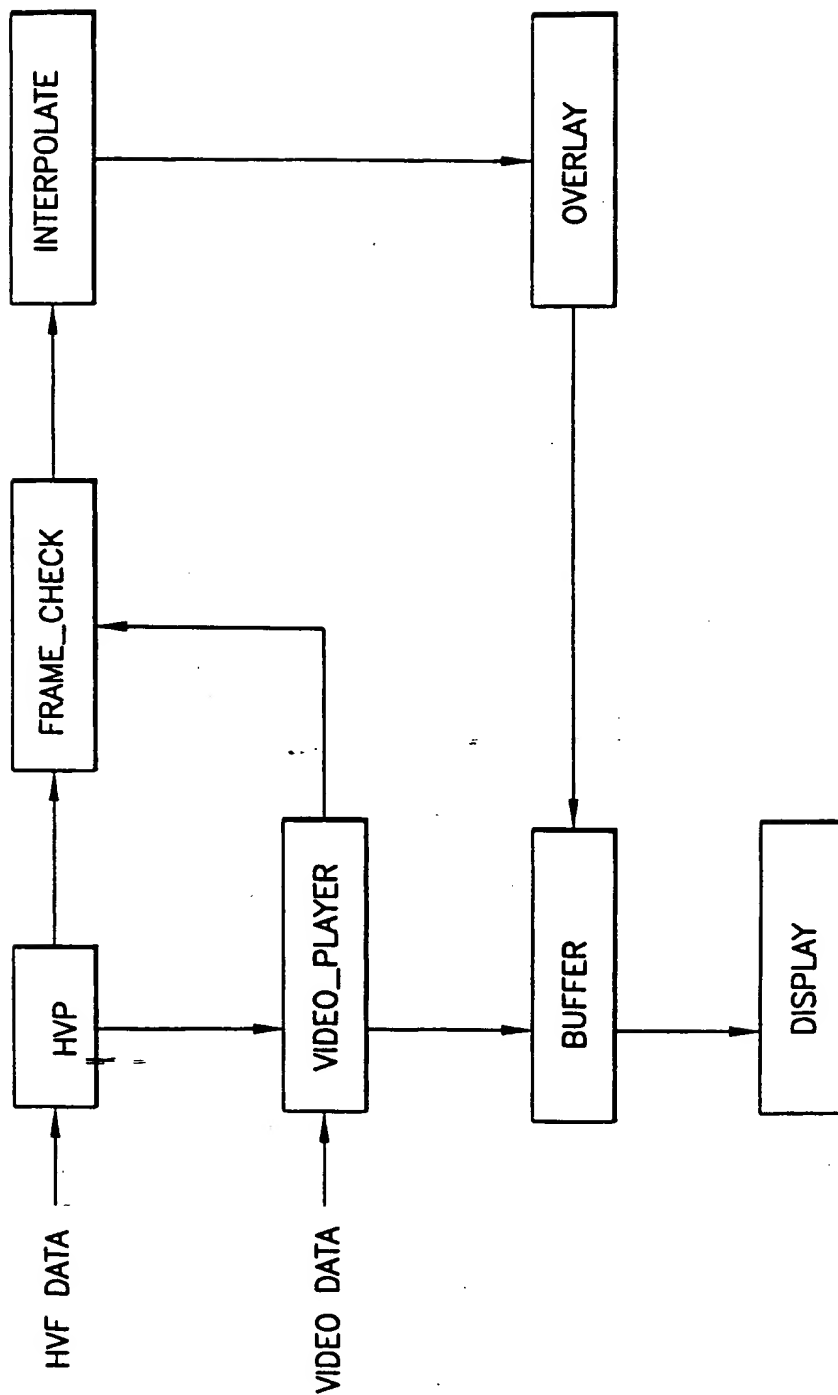 HVF DATA
HVP
FRAME_CHECK
INTERPOLATE
VIDEO DATA
VIDEO_PLAYER
BUFFER
OVERLAY
DISPLAY